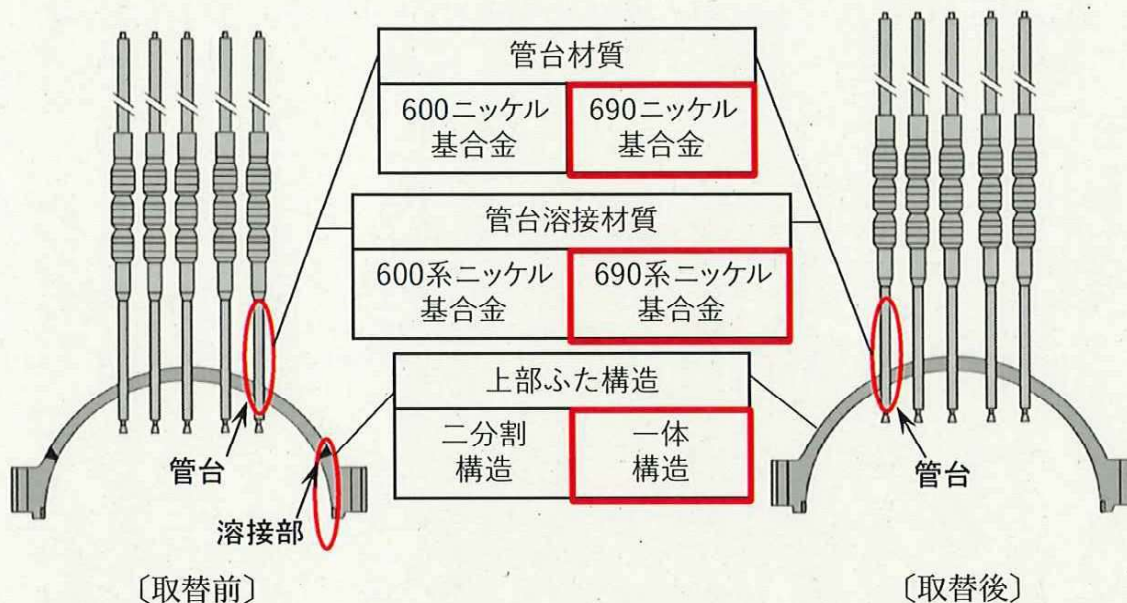 管台材質
600ニッケル
基合金
690ニッケル
基合金
管台溶接材質
600系ニッケル
基合金
690系ニッケル
基合金
上部ふた構造
二分割
構造
一体
構造
管台
溶接部
管台
〔取替前〕
〔取替後〕